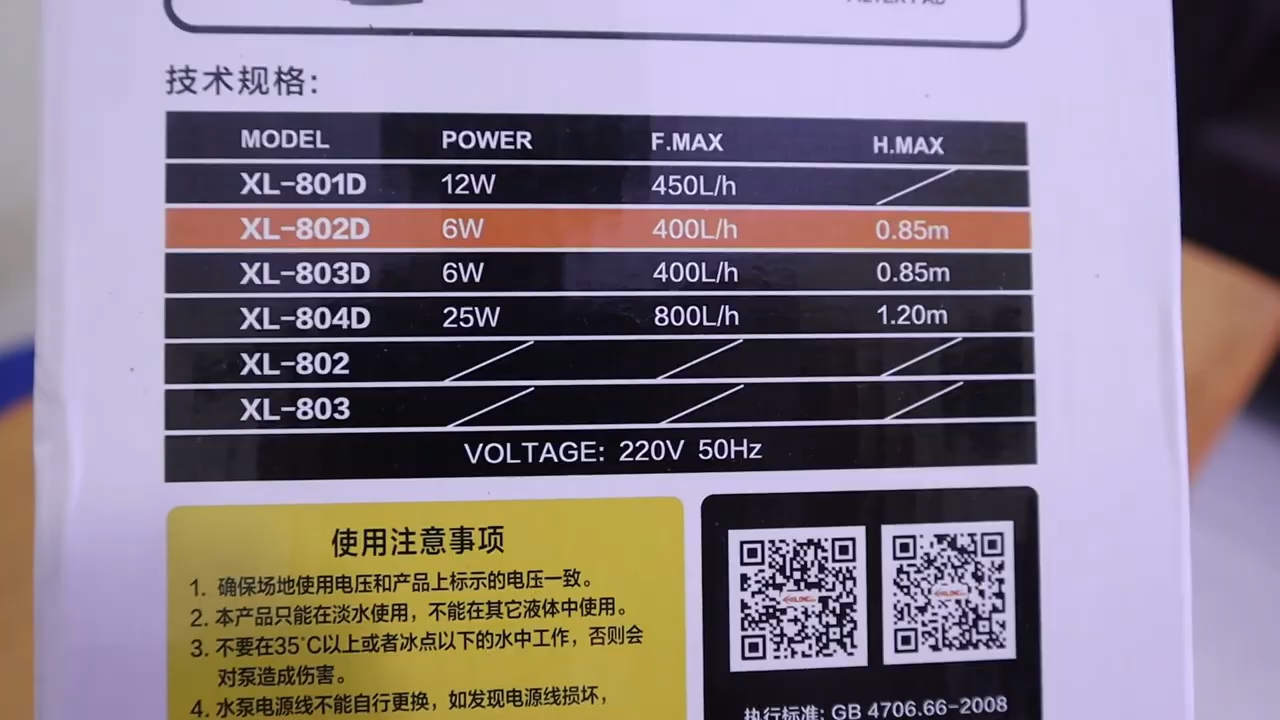 技术规格:
MODEL POWER F.MAX H.MAX
XL-801D 12W 450L/h
XL-802D 6W 400L/h 0.85m
XL-803D 6W 400L/h 0.85m
XL-804D 25W 800L/h 1.20m
XL-802
XL-803
VOLTAGE: 220V 50Hz
使用注意事项
1. 确保场地使用电压和产品上标示的电压一致。
2. 本产品只能在淡水使用，不能在其它液体中使用。
3. 不要在35℃以上或者冰点以下的水中工作，否则会
对泵造成伤害。
4. 水泵电源线不能自行更换，如发现电源线损坏，
执行标准: GB 4706.66-2008